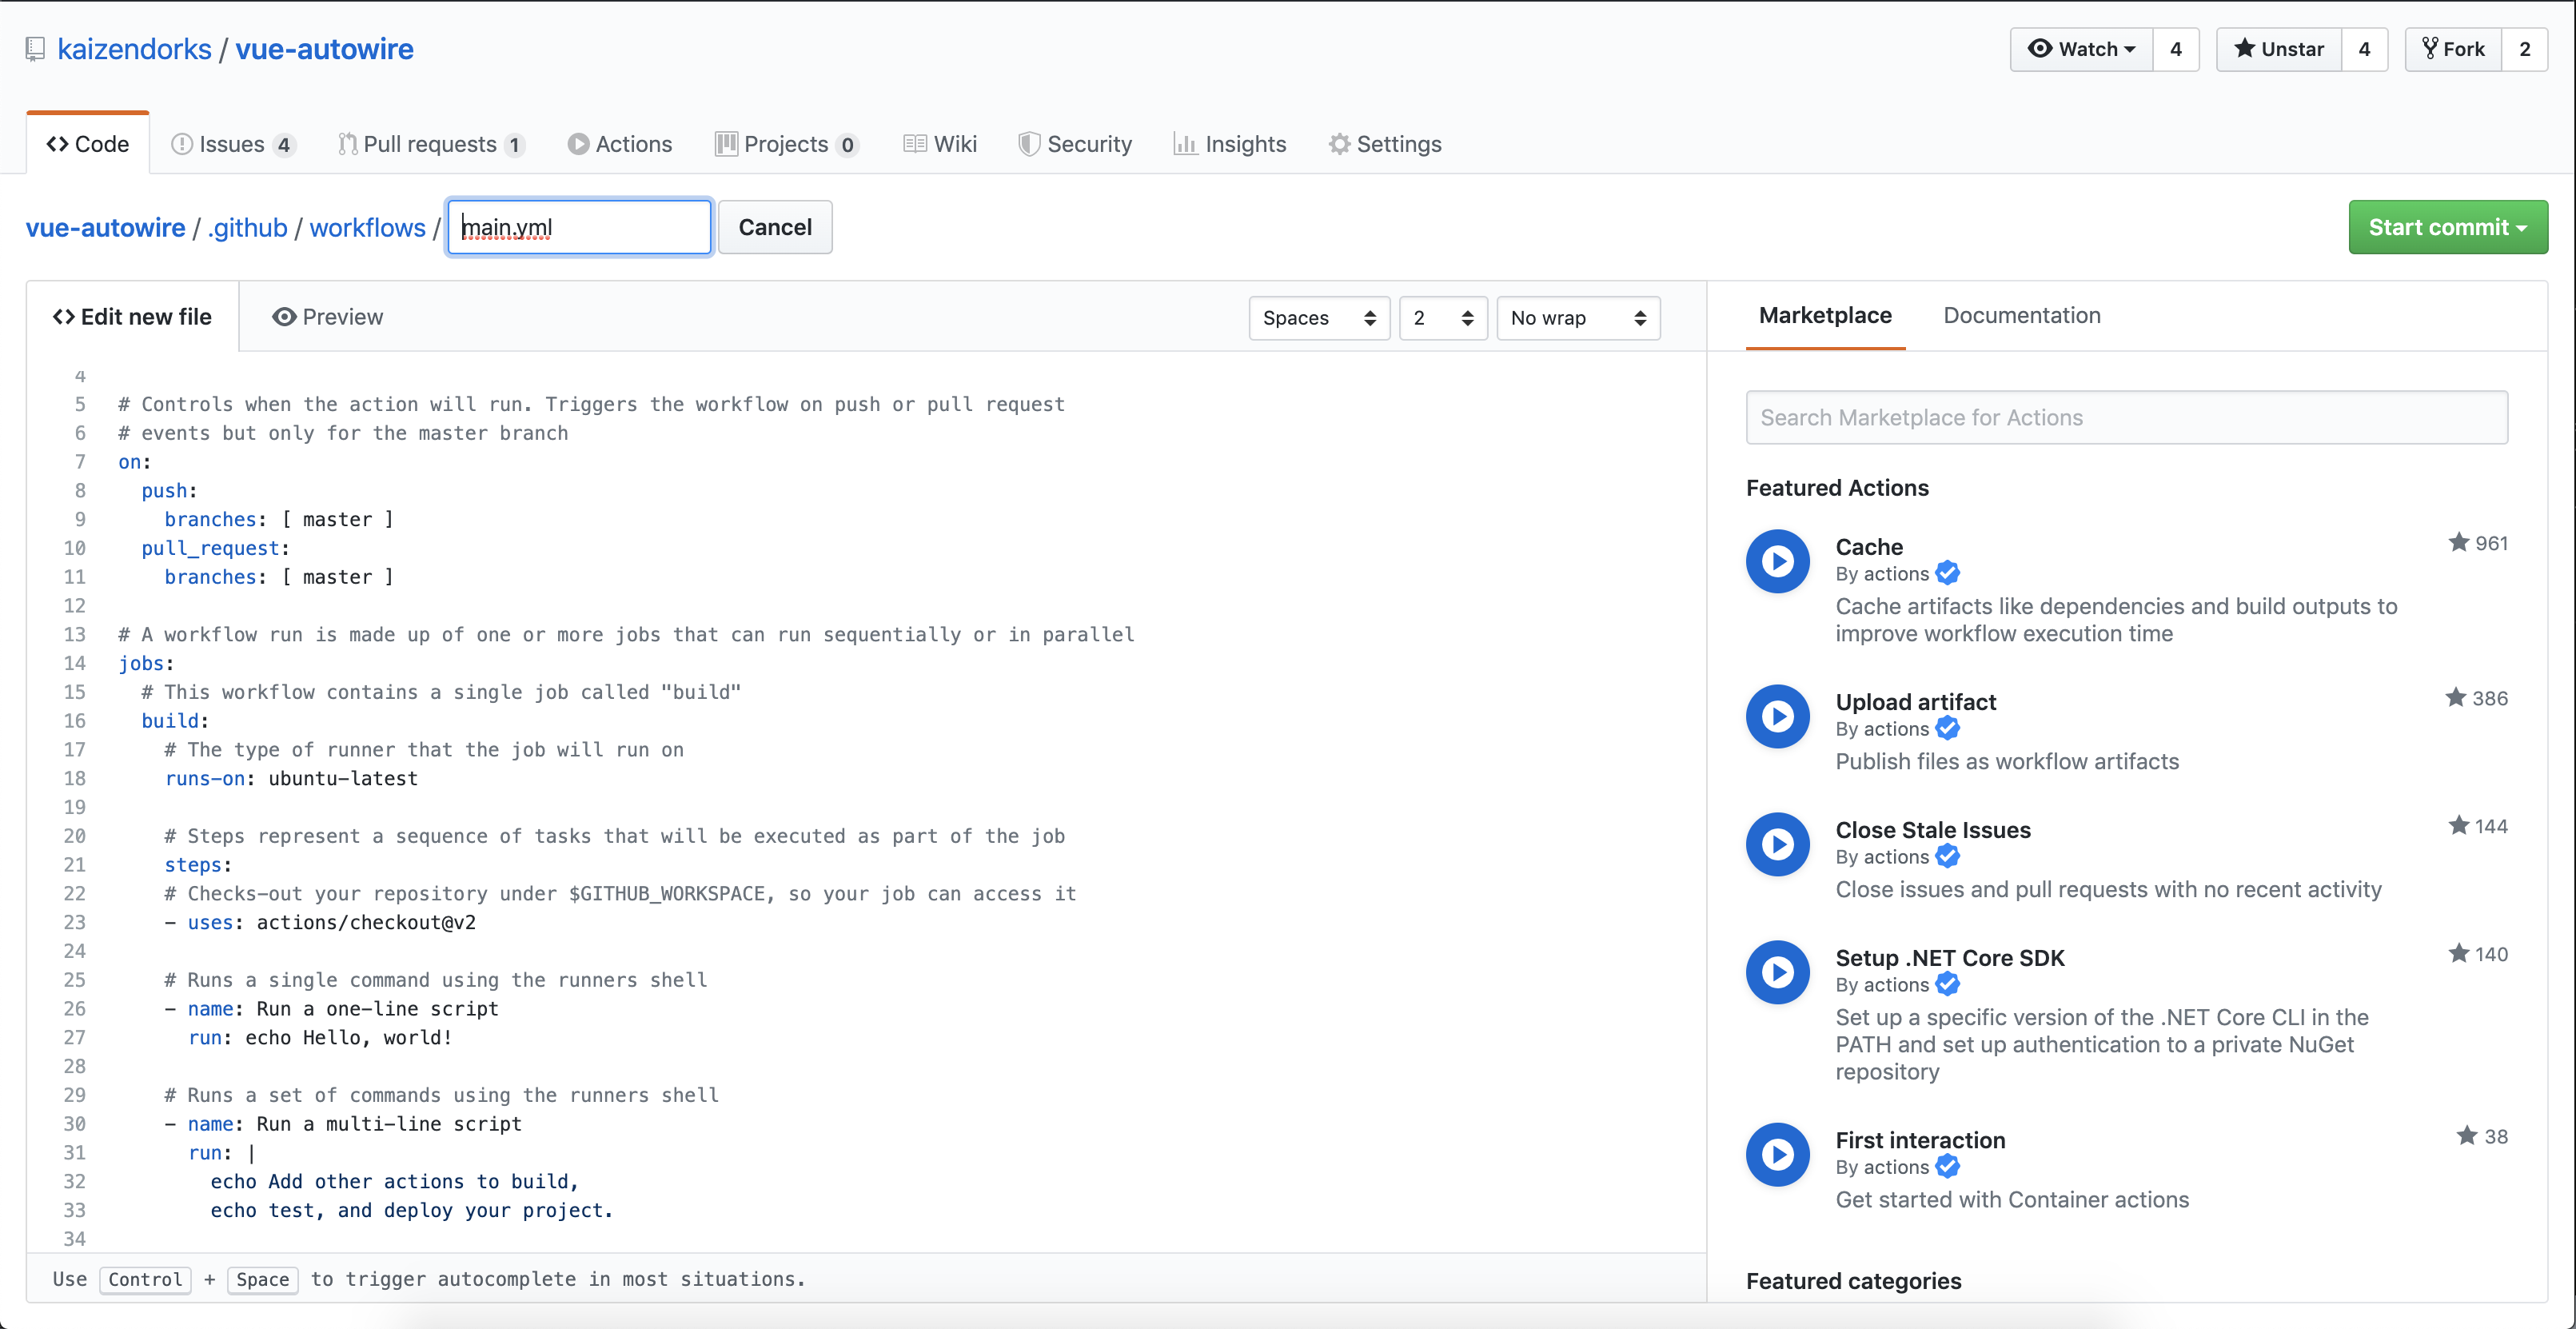 kaizendorks / vue-autowire
Watch 4 Unstar 4 Fork 2
Code Issues 4 Pull requests 1 Actions Projects 0 Wiki Security Insights Settings
vue-autowire / .github / workflows / main.yml Cancel Start commit
Edit new file Preview Spaces 2 No wrap
4
5 # Controls when the action will run. Triggers the workflow on push or pull request
6 # events but only for the master branch
7 on:
8   push:
9     branches: [ master ]
10   pull_request:
11     branches: [ master ]
12
13 # A workflow run is made up of one or more jobs that can run sequentially or in parallel
14 jobs:
15   # This workflow contains a single job called "build"
16   build:
17     # The type of runner that the job will run on
18     runs-on: ubuntu-latest
19
20     # Steps represent a sequence of tasks that will be executed as part of the job
21     steps:
22     # Checks-out your repository under $GITHUB_WORKSPACE, so your job can access it
23     - uses: actions/checkout@v2
24
25     # Runs a single command using the runners shell
26     - name: Run a one-line script
27       run: echo Hello, world!
28
29     # Runs a set of commands using the runners shell
30     - name: Run a multi-line script
31       run: |
32         echo Add other actions to build,
33         echo test, and deploy your project.
34
Use Control + Space to trigger autocomplete in most situations.
Marketplace Documentation
Search Marketplace for Actions
Featured Actions
Cache 961
By actions
Cache artifacts like dependencies and build outputs to
improve workflow execution time
Upload artifact 386
By actions
Publish files as workflow artifacts
Close Stale Issues 144
By actions
Close issues and pull requests with no recent activity
Setup .NET Core SDK 140
By actions
Set up a specific version of the .NET Core CLI in the
PATH and set up authentication to a private NuGet
repository
First interaction 38
By actions
Get started with Container actions
Featured categories